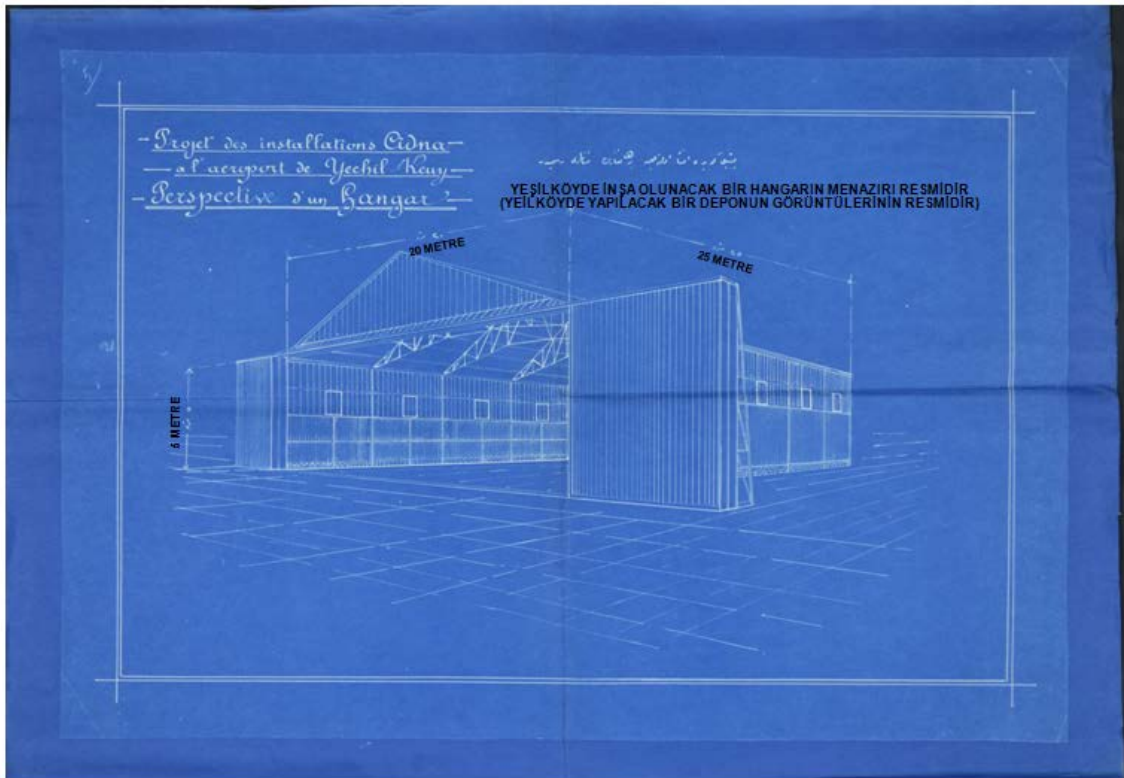 - Projet des installations Cidna -
- a l'aeroport de Yechil Keuy -
- Perspective d'un Hangar -
YEŞİLKÖYDE İNŞA OLUNACAK BİR HANGARIN MENAZIRI RESMİDİR
(YEİLKÖYDE YAPILACAK BİR DEPONUN GÖRÜNTÜLERİNİN RESMİDİR)
20 METRE
25 METRE
6 METRE